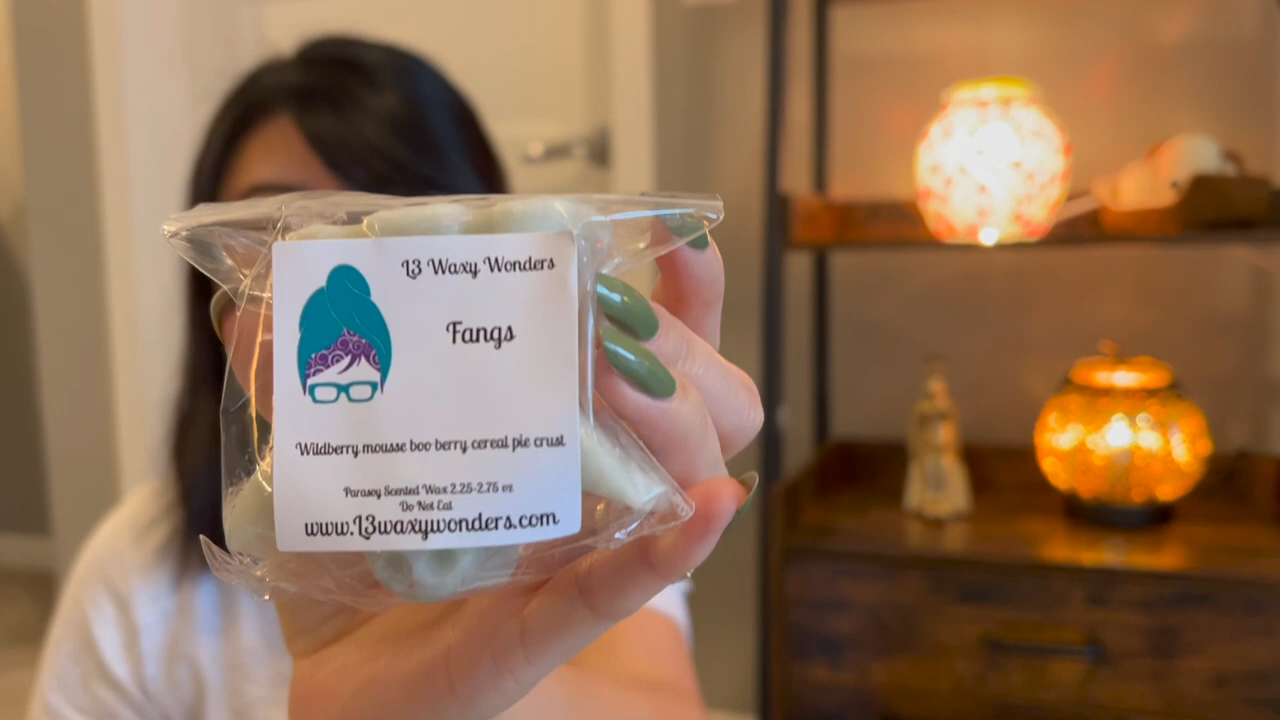 L3 Waxy Wonders
Fangs
Wildberry mousse boo berry cereal pie crust
Parasoy Scented Wax 2.25-2.75 oz
Do Not Eat
www.L3waxywonders.com